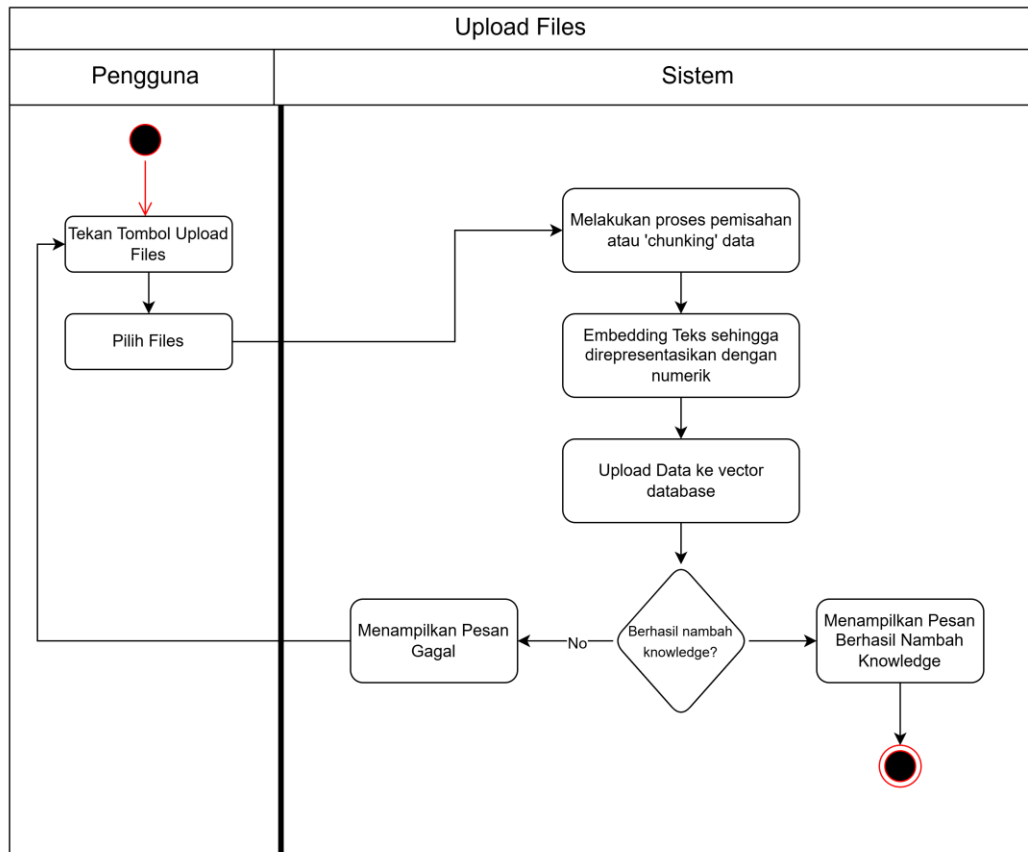 Upload Files
Pengguna
Sistem
Tekan Tombol Upload
Files
Pilih Files
Melakukan proses pemisahan
atau 'chunking' data
Embedding Teks sehingga
direpresentasikan dengan
numerik
Upload Data ke vector
database
Berhasil nambah
knowledge?
No
Menampilkan Pesan
Gagal
Menampilkan Pesan
Berhasil Nambah
Knowledge